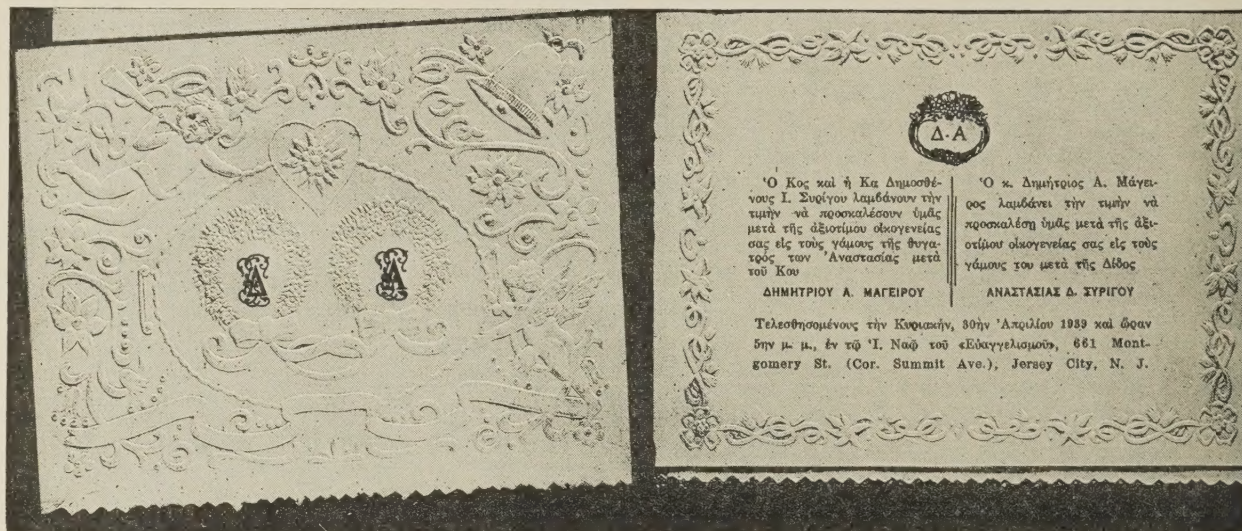 Δ·Α
Ὁ Κος καὶ ἡ Κα Δημοσθέ-
νους Ι. Συρίγου λαμβάνουν τὴν
τιμὴν νὰ προσκαλέσουν ὑμᾶς
μετὰ τῆς ἀξιοτίμου οἰκογενείας
σας εἰς τοὺς γάμους τῆς θυγα-
τρός των Ἀναστασίας μετὰ
τοῦ Κου
ΔΗΜΗΤΡΙΟΥ Α. ΜΑΓΕΙΡΟΥ
Ὁ κ. Δημήτριος Α. Μάγει-
ρος λαμβάνει τὴν τιμὴν νὰ
προσκαλέσῃ ὑμᾶς μετὰ τῆς ἀξι-
οτίμου οἰκογενείας σας εἰς τοὺς
γάμους του μετὰ τῆς Δίδος
ΑΝΑΣΤΑΣΙΑΣ Δ. ΣΥΡΙΓΟΥ
Τελεσθησομένους τὴν Κυριακήν, 30ὴν Ἀπριλίου 1939 καὶ ὥραν
5ην μ. μ., ἐν τῷ Ἱ. Ναῷ τοῦ «Εὐαγγελισμοῦ», 661 Mont-
gomery St. (Cor. Summit Ave.), Jersey City, N. J.